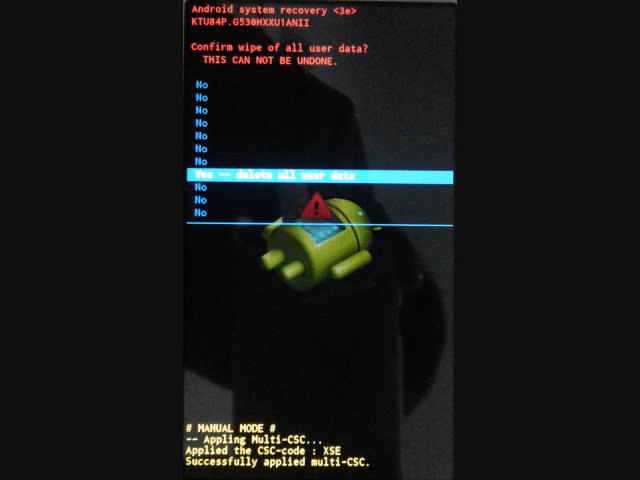 Android system recovery <3e>
KTU84P.G530HXXU1ANII
Confirm wipe of all user data?
THIS CAN NOT BE UNDONE.
No
No
No
No
No
No
No
Yes -- delete all user data
No
No
No
# MANUAL MODE #
-- Appling Multi-CSC...
Applied the CSC-code : XSE
Successfully applied multi-CSC.